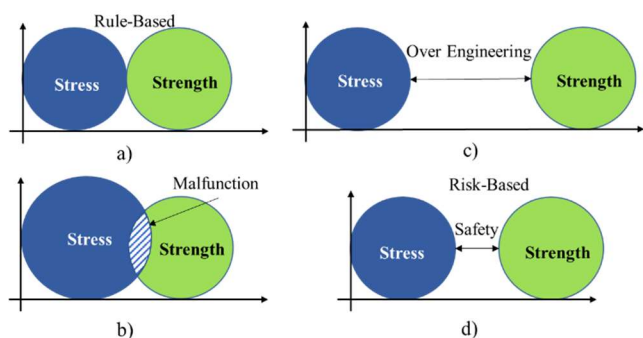 Rule-Based
Stress
Strength
a)
Over Engineering
Stress
Strength
c)
Malfunction
Stress
Strength
b)
Risk-Based
Safety
Stress
Strength
d)